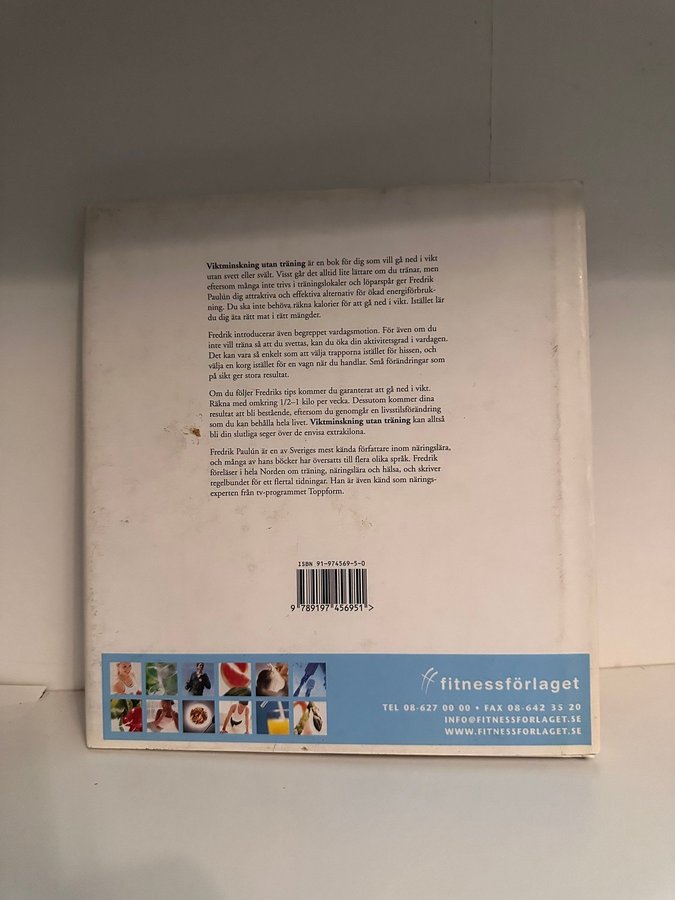 Viktminskning utan träning är en bok för dig som vill gå ned i vikt
utan svett eller svält. Visst går det alltid lite lättare om du tränar, men
eftersom många inte trivs i träningslokaler och löparspår ger Fredrik
Paulún dig attraktiva och effektiva alternativ för ökad energiförbruk-
ning. Du ska inte behöva räkna kalorier för att gå ned i vikt. Istället lär
du dig äta rätt mat i rätt mängder.
Fredrik introducerar även begreppet vardagsmotion. För även om du
inte vill träna så att du svettas, kan du öka din aktivitetsgrad i vardagen.
Det kan vara så enkelt som att välja trapporna istället för hissen, och
välja en korg istället för en vagn när du handlar. Små förändringar som
på sikt ger stora resultat.
Om du följer Fredriks tips kommer du garanterat att gå ned i vikt.
Räkna med omkring 1/2–1 kilo per vecka. Dessutom kommer dina
resultat att bli bestående, eftersom du genomgår en livsstilsförändring
som du kan behålla hela livet. Viktminskning utan träning kan alltså
bli din slutliga seger över de envisa extrakilona.
Fredrik Paulún är en av Sveriges mest kända författare inom näringslära,
och många av hans böcker har översatts till flera olika språk. Fredrik
föreläser i hela Norden om träning, näringslära och hälsa, och skriver
regelbundet för ett flertal tidningar. Han är även känd som närings-
experten från tv-programmet Toppform.
ISBN 91-974569-5-0
9 789197 456951 >
fitnessförlaget
TEL 08-627 00 00 • FAX 08-642 35 20
INFO@FITNESSFORLAGET.SE
WWW.FITNESSFORLAGET.SE